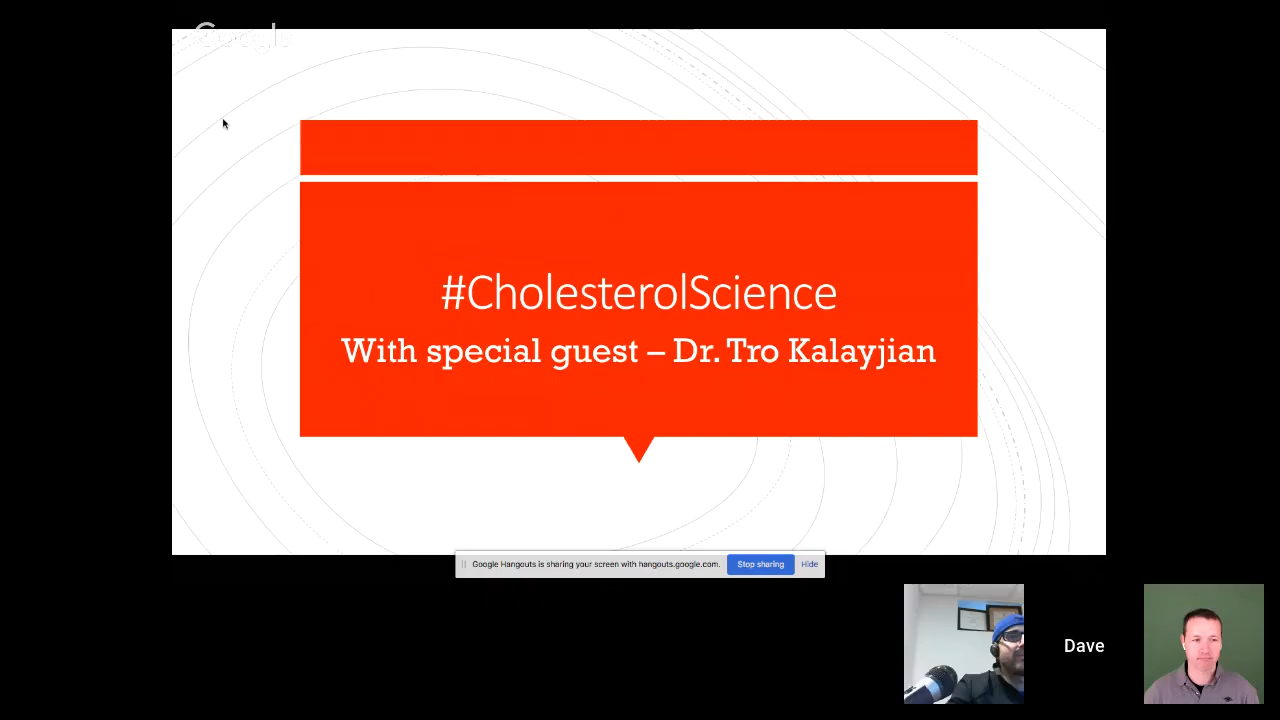 Google
#CholesterolScience
With special guest – Dr. Tro Kalayjian
Google Hangouts is sharing your screen with hangouts.google.com.
Stop sharing
Hide
Dave